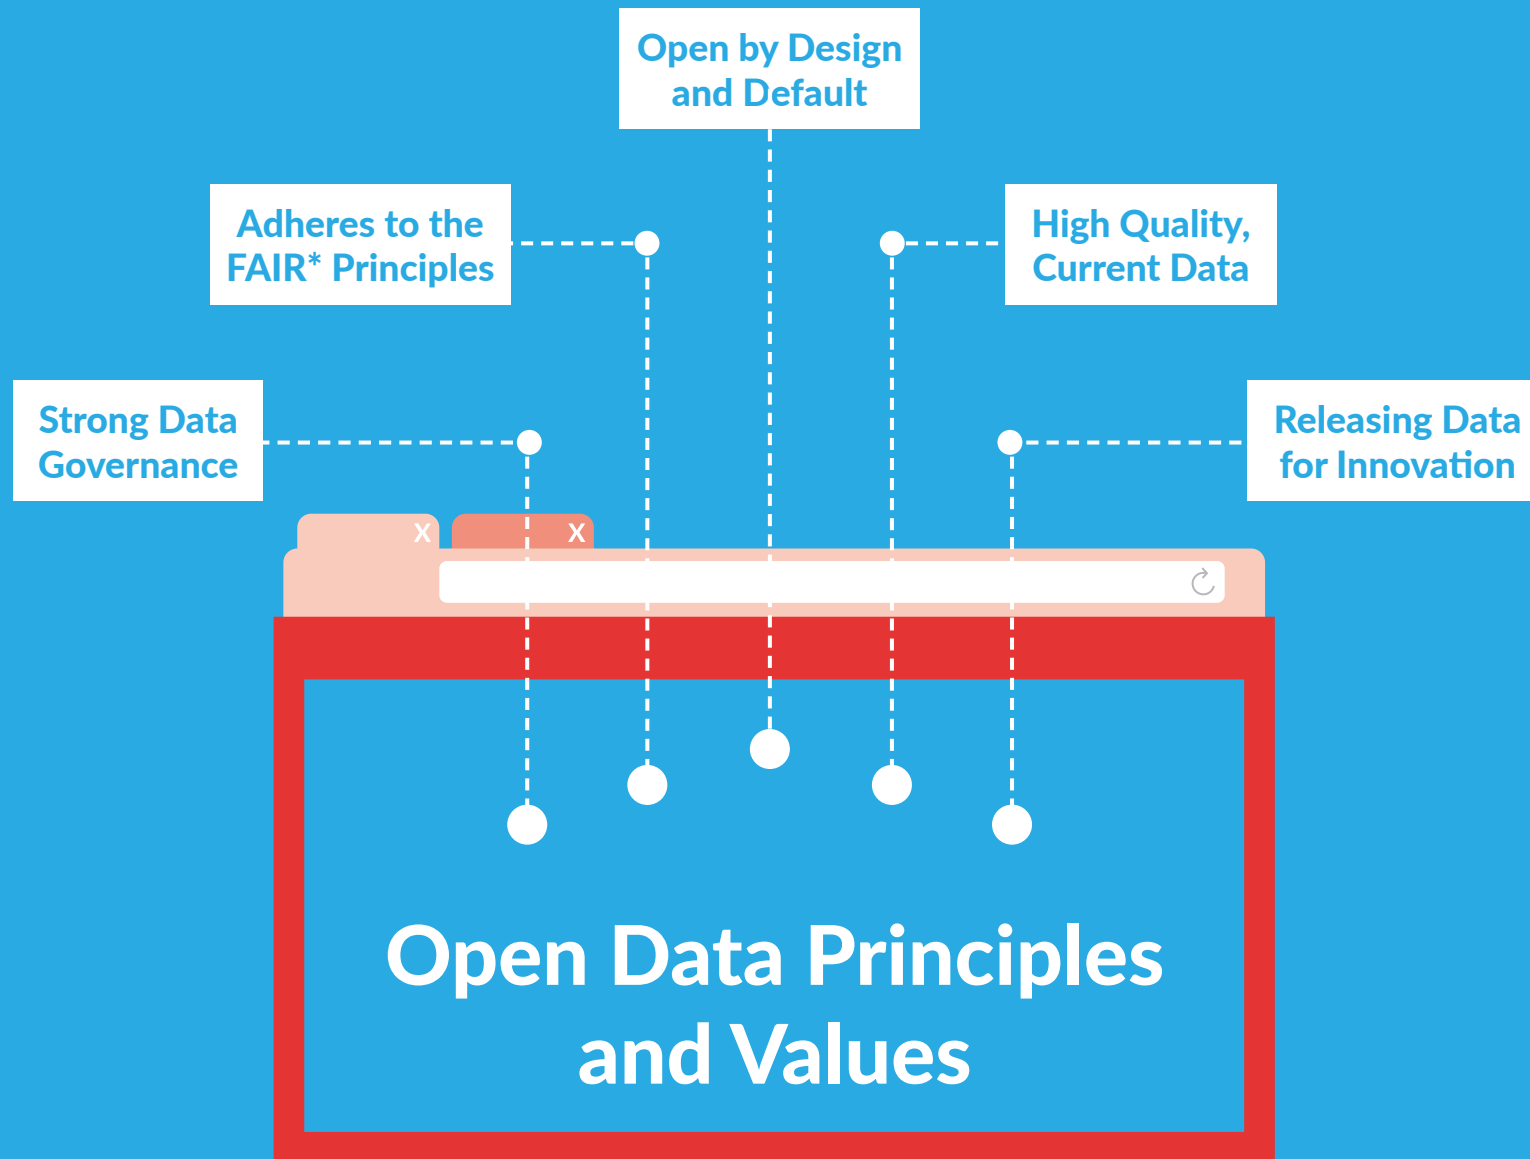 Open by Design
and Default
Adheres to the
FAIR* Principles
High Quality,
Current Data
Strong Data
Governance
Releasing Data
for Innovation
X
X
Open Data Principles
and Values